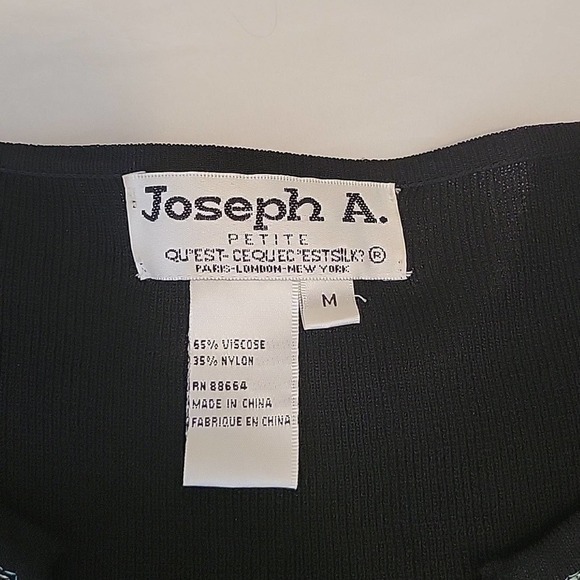 Joseph A.
PETITE
QU'EST-CEQUEC'ESTSILK?®
PARIS-LONDON-NEW YORK
M
65% VISCOSE
35% NYLON
RN 88664
MADE IN CHINA
FABRIQUE EN CHINA